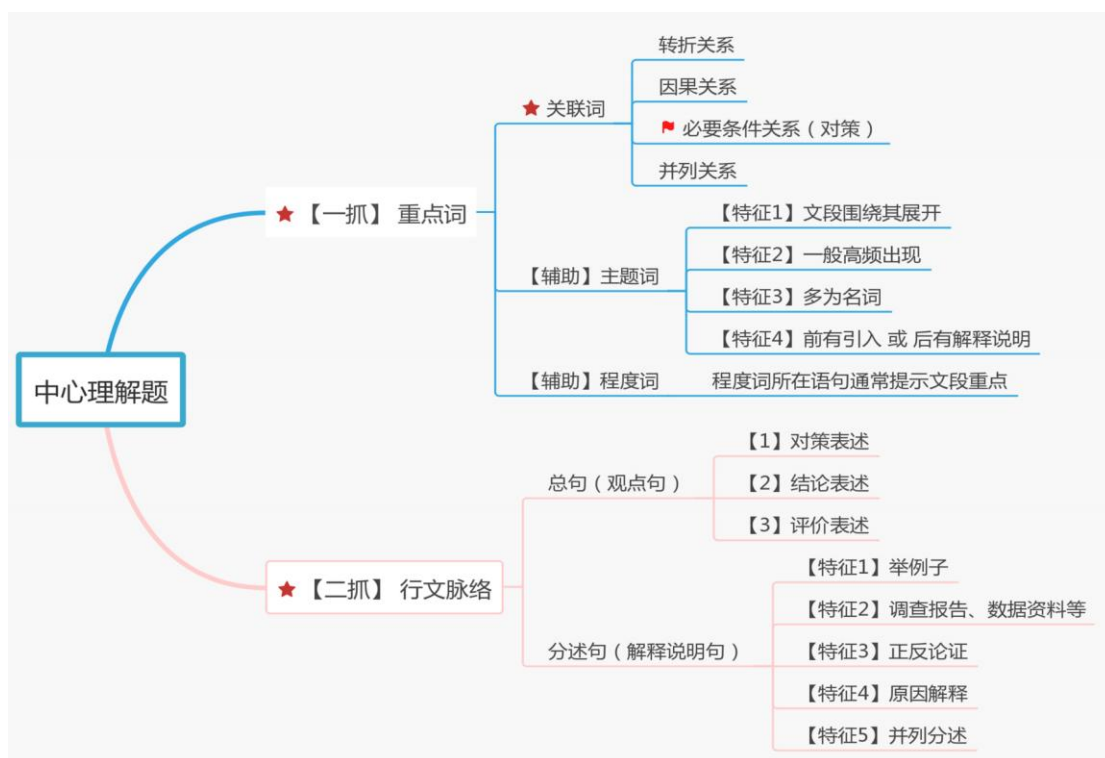 中心理解题
【一抓】 重点词
关联词
转折关系
因果关系
必要条件关系（对策）
并列关系
【辅助】主题词
【特征1】文段围绕其展开
【特征2】一般高频出现
【特征3】多为名词
【特征4】前有引入 或 后有解释说明
【辅助】程度词
程度词所在语句通常提示文段重点
【二抓】 行文脉络
总句（观点句）
【1】对策表述
【2】结论表述
【3】评价表述
分述句（解释说明句）
【特征1】举例子
【特征2】调查报告、数据资料等
【特征3】正反论证
【特征4】原因解释
【特征5】并列分述